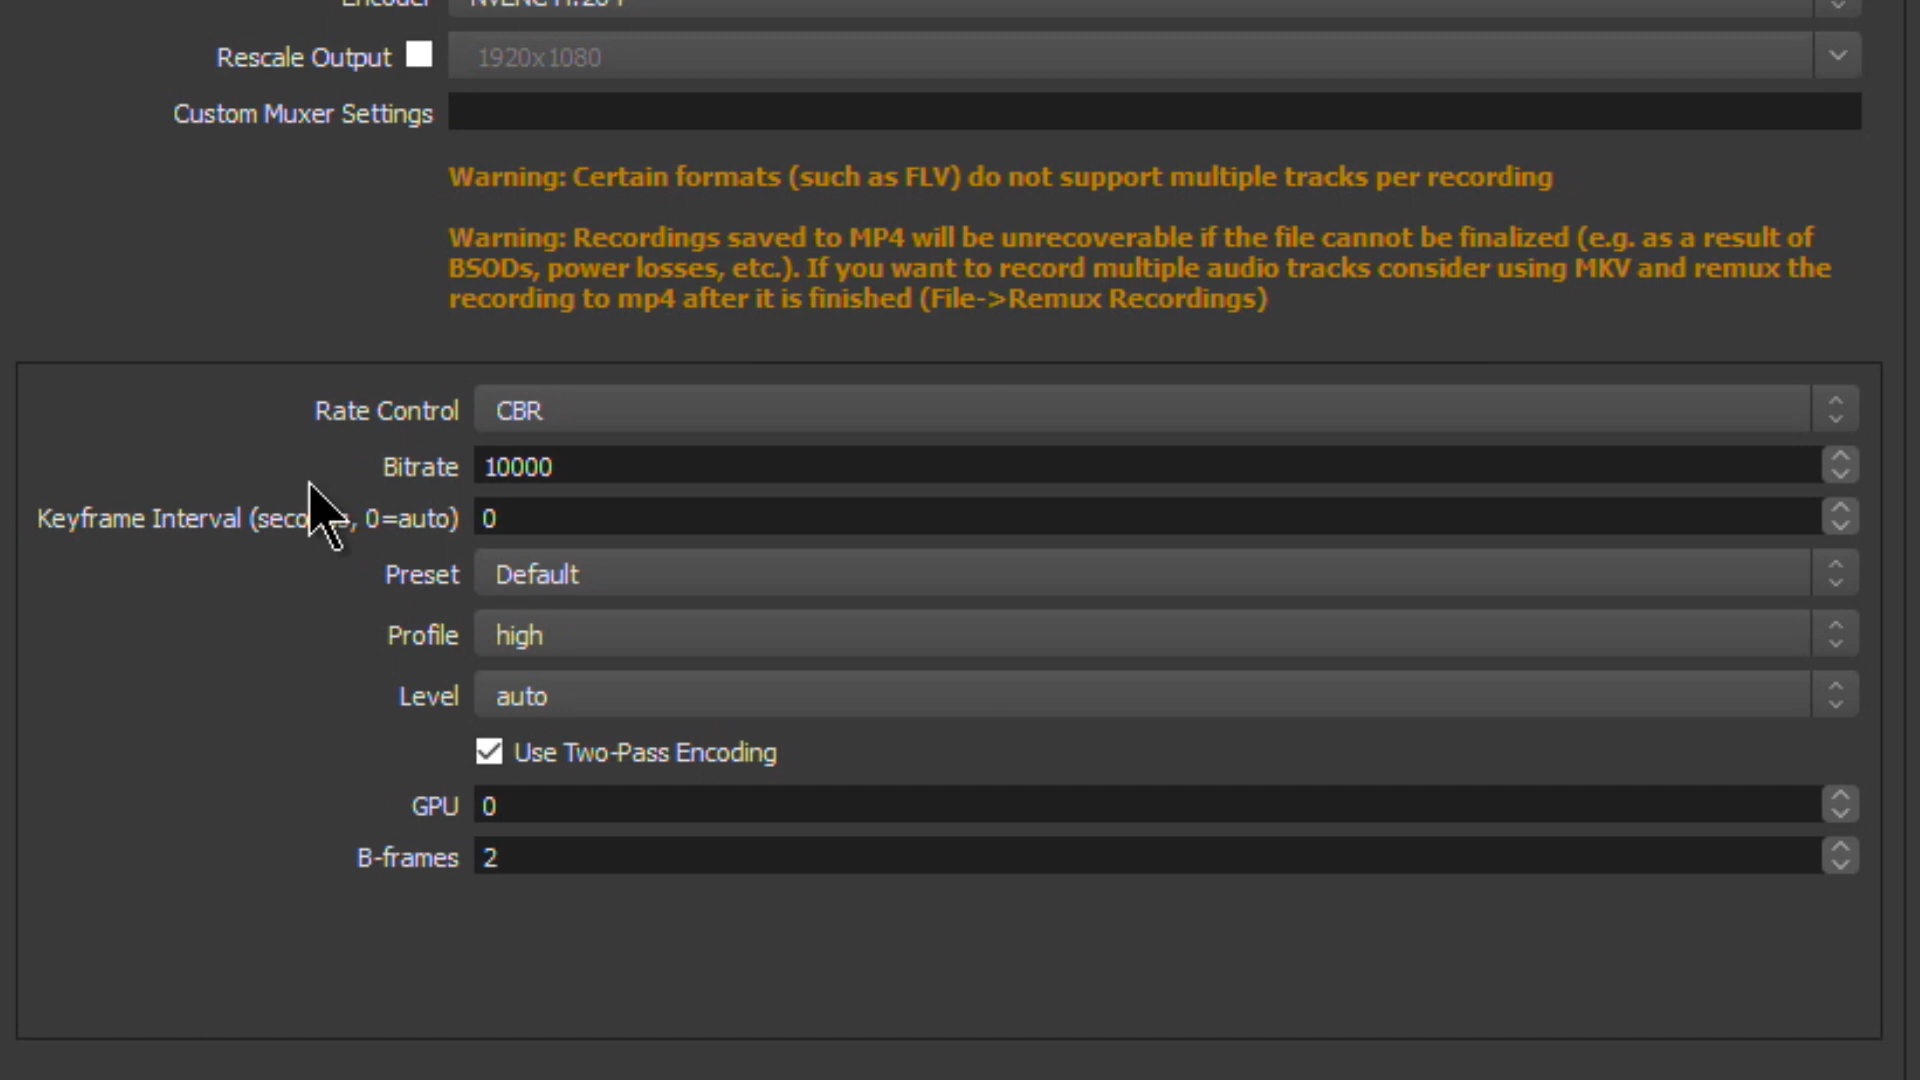 Encoder NVENC H.264
Rescale Output 1920x1080
Custom Muxer Settings
Warning: Certain formats (such as FLV) do not support multiple tracks per recording
Warning: Recordings saved to MP4 will be unrecoverable if the file cannot be finalized (e.g. as a result of
BSODs, power losses, etc.). If you want to record multiple audio tracks consider using MKV and remux the
recording to mp4 after it is finished (File->Remux Recordings)
Rate Control CBR
Bitrate 10000
Keyframe Interval (seco , 0=auto) 0
Preset Default
Profile high
Level auto
Use Two-Pass Encoding
GPU 0
B-frames 2